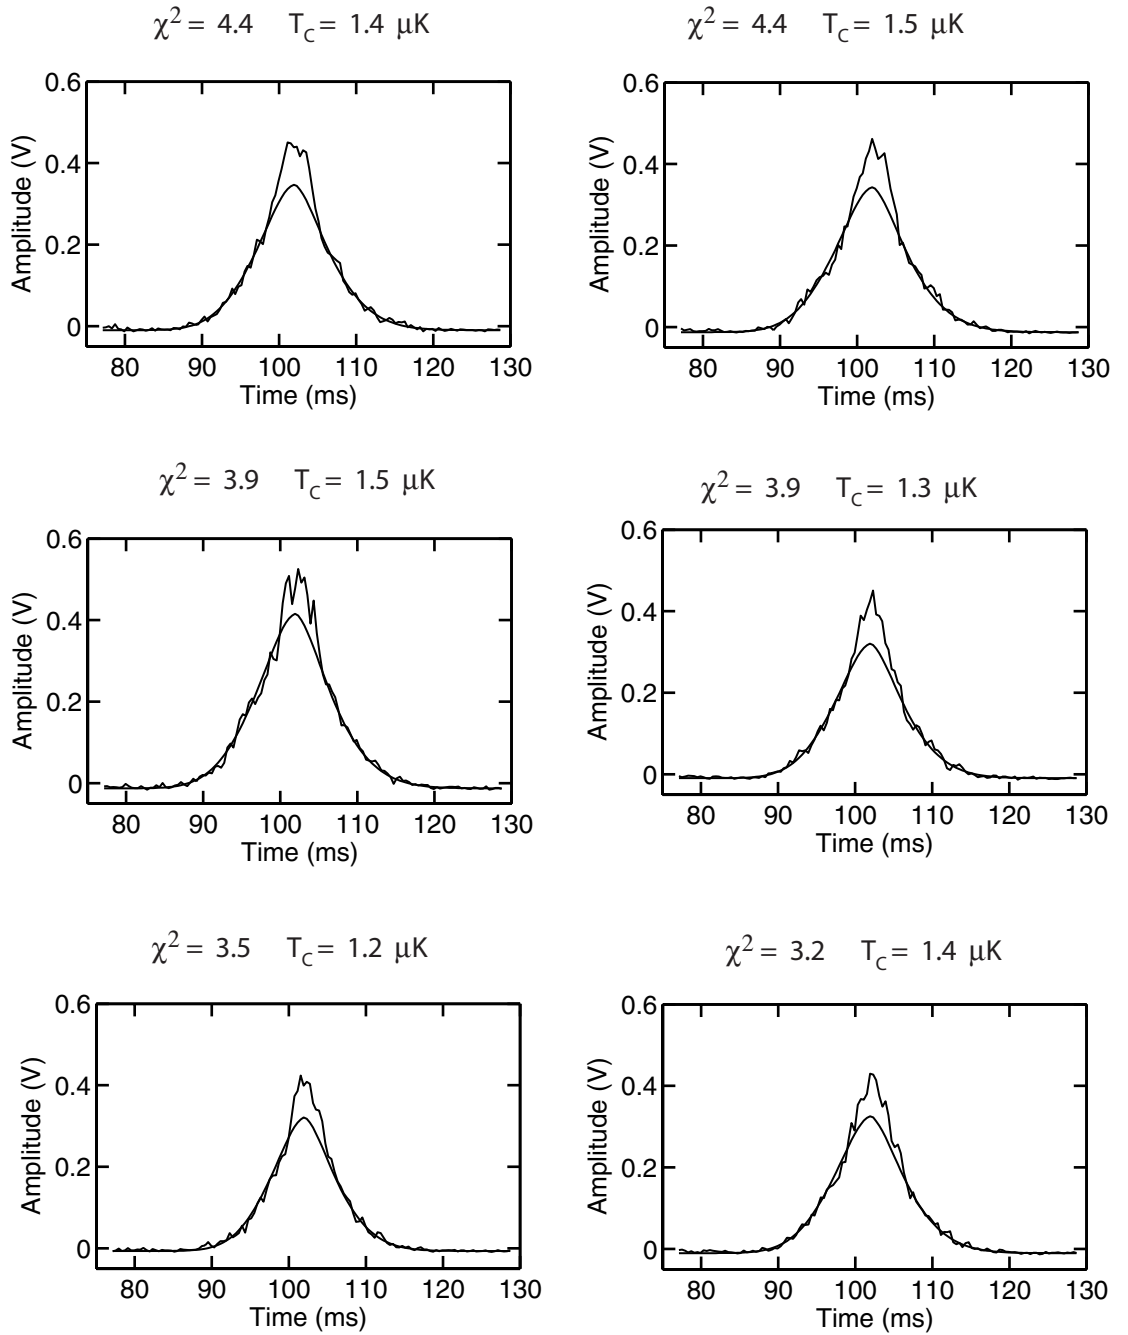 χ² = 4.4 T_C = 1.4 μK
0.6
0.4
0.2
0
Amplitude (V)
80 90 100 110 120 130
Time (ms)
χ² = 4.4 T_C = 1.5 μK
0.6
0.4
0.2
0
Amplitude (V)
80 90 100 110 120 130
Time (ms)
χ² = 3.9 T_C = 1.5 μK
0.6
0.4
0.2
0
Amplitude (V)
80 90 100 110 120 130
Time (ms)
χ² = 3.9 T_C = 1.3 μK
0.6
0.4
0.2
0
Amplitude (V)
80 90 100 110 120 130
Time (ms)
χ² = 3.5 T_C = 1.2 μK
0.6
0.4
0.2
0
Amplitude (V)
80 90 100 110 120 130
Time (ms)
χ² = 3.2 T_C = 1.4 μK
0.6
0.4
0.2
0
Amplitude (V)
80 90 100 110 120 130
Time (ms)